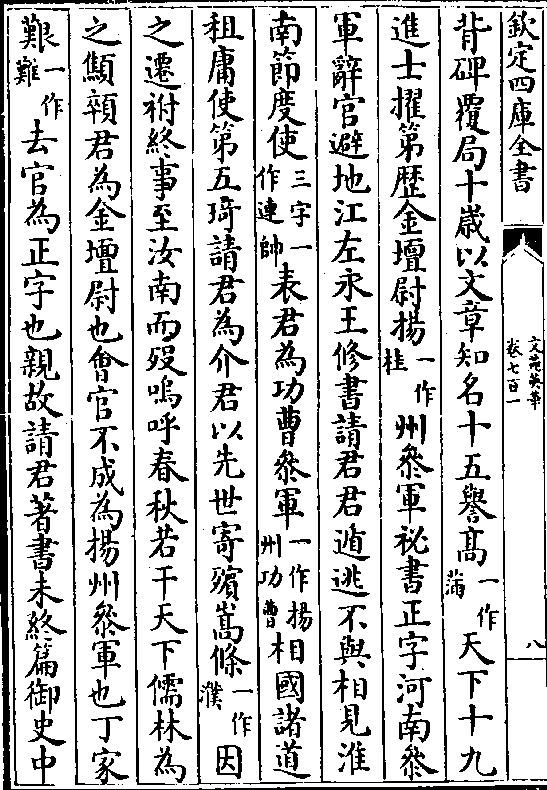 欽定四庫全書
文苑英華
卷七百一
八
背碑覆局十歲以文章知名十五譽髙一作蒲天下十九
進士擢第歴金壇尉揚一作桂州叅軍祕書正字河南叅
軍辭官避地江左永王修書請君君遁逃不與相見淮
南節度使三字一作連帥表君為功曹叅軍一作揚州功曹相國諸道
租庸使第五琦請君為介君以先世寄殯嵩條一作濮因
之遷祔終事至汝南而歿嗚呼春秋若干天下儒林為
之顦顇君為金壇尉也㑹官不成為揚州叅軍也丁家
艱一作難去官為正字也親故請君著書未終篇御史中